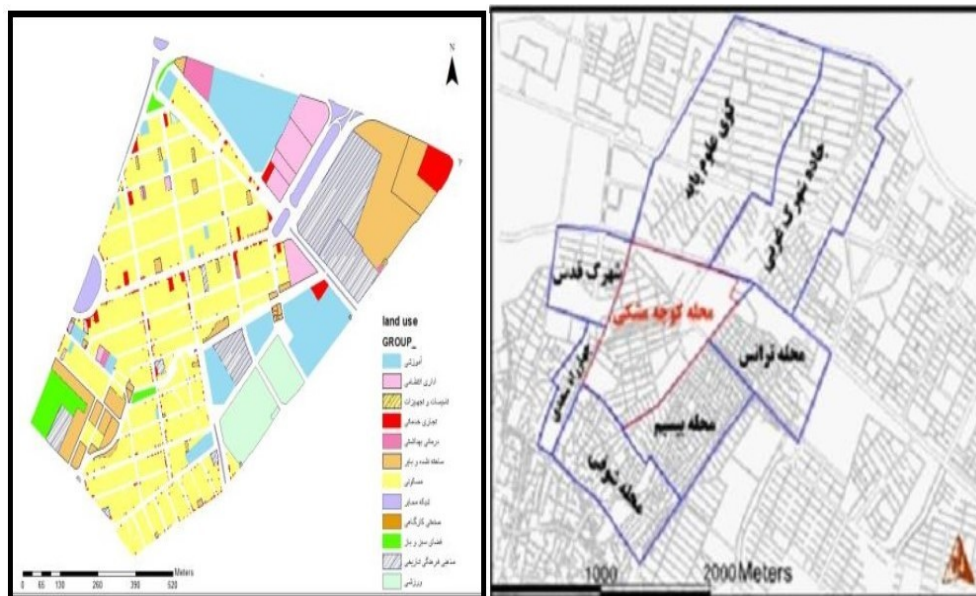 N
land use
GROUP_
آموزشی
اداری انتظامی
تاسیسات و تجهیزات
تجاری خدماتی
درمانی بهداشتی
ساخته نشده و بایر
مسکونی
شبکه معابر
صنعتی کارگاهی
فضای سبز و باز
مذهبی فرهنگی تاریخی
ورزشی
Meters
0 65 130 260 390 520
کوی علوم پایه
جاده شهرک غربی
شهرک قدس
محله کوچه مشکی
محله ترانس
محله بیسیم
محله شوقیا
1000 2000 Meters